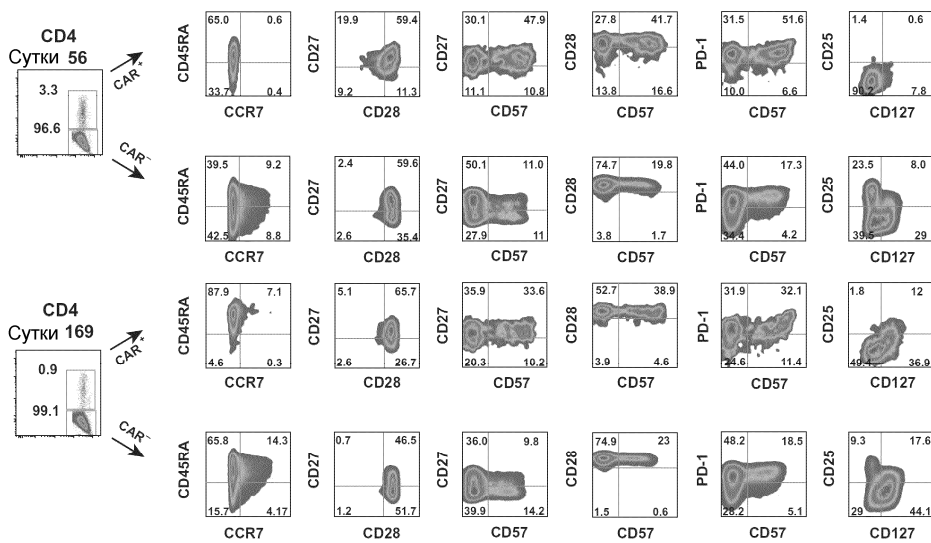 CD4
Сутки 56
3.3
96.6
CAR+
CAR-
CD45RA
65.0 0.6
33.7 0.4
CCR7
CD27
19.9 59.4
9.2 11.3
CD28
CD27
30.1 47.9
11.1 10.8
CD57
CD28
27.8 41.7
13.8 16.6
CD57
PD-1
31.5 51.6
10.0 6.6
CD57
CD25
1.4 0.6
90.2 7.8
CD127
CD45RA
39.5 9.2
42.5 8.8
CCR7
CD27
2.4 59.6
2.6 35.4
CD28
CD27
50.1 11.0
27.9 11
CD57
CD28
74.7 19.8
3.8 1.7
CD57
PD-1
44.0 17.3
34.4 4.2
CD57
CD25
23.5 8.0
39.5 29
CD127
CD4
Сутки 169
0.9
99.1
CAR+
CAR-
CD45RA
87.9 7.1
4.6 0.3
CCR7
CD27
5.1 65.7
2.6 26.7
CD28
CD27
35.9 33.6
20.3 10.2
CD57
CD28
52.7 38.9
3.9 4.6
CD57
PD-1
31.9 32.1
24.6 11.4
CD57
CD25
1.8 12
49.4 36.9
CD127
CD45RA
65.8 14.3
15.7 4.17
CCR7
CD27
0.7 46.5
1.2 51.7
CD28
CD27
36.0 9.8
39.9 14.2
CD57
CD28
74.9 23
1.5 0.6
CD57
PD-1
48.2 18.5
28.2 5.1
CD57
CD25
9.3 17.6
29 44.1
CD127